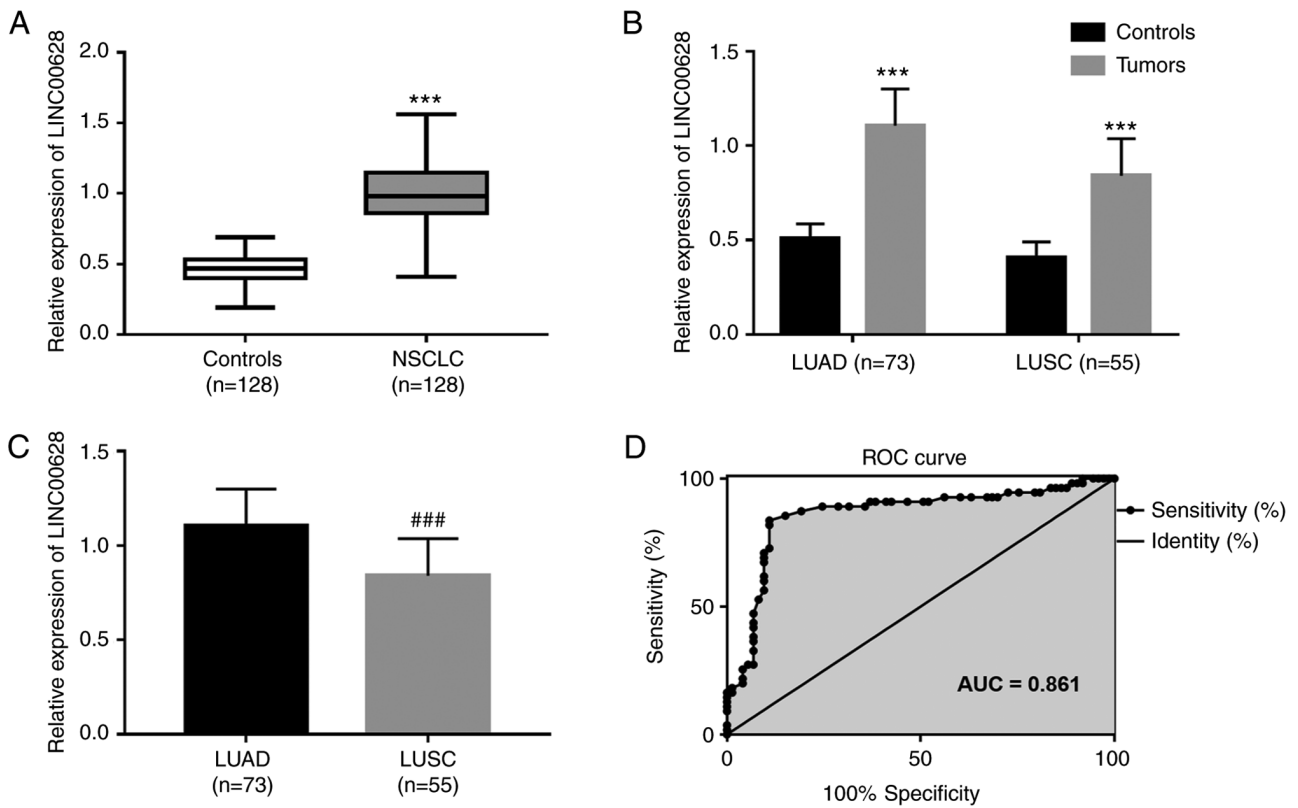 A
Relative expression of LINC00628
2.0
1.5
1.0
0.5
0.0
***
Controls
(n=128)
NSCLC
(n=128)
B
Relative expression of LINC00628
1.5
1.0
0.5
0.0
***
***
Controls
Tumors
LUAD (n=73)
LUSC (n=55)
C
Relative expression of LINC00628
1.5
1.0
0.5
0.0
###
LUAD
(n=73)
LUSC
(n=55)
D
ROC curve
Sensitivity (%)
100
50
0
AUC = 0.861
0
50
100
100% Specificity
Sensitivity (%)
Identity (%)